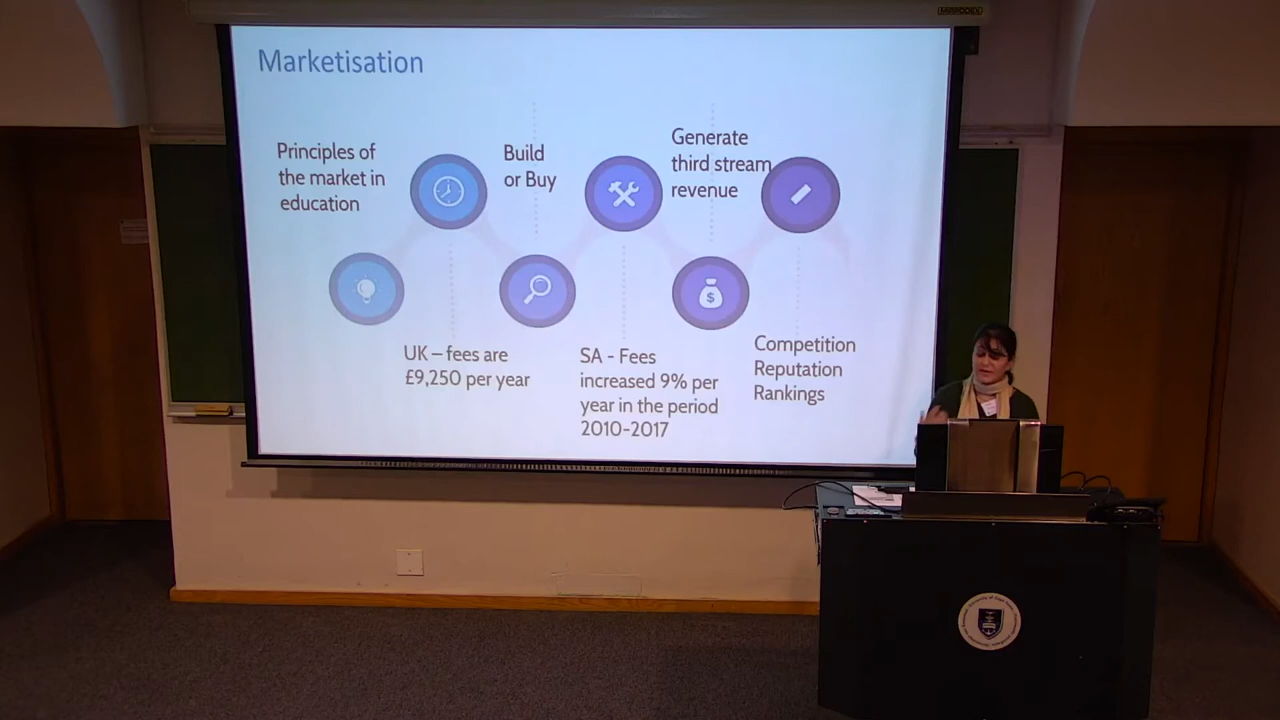 Marketisation
Principles of
the market in
education
Build
or Buy
Generate
third stream
revenue
$
UK – fees are
£9,250 per year
SA - Fees
increased 9% per
year in the period
2010-2017
Competition
Reputation
Rankings